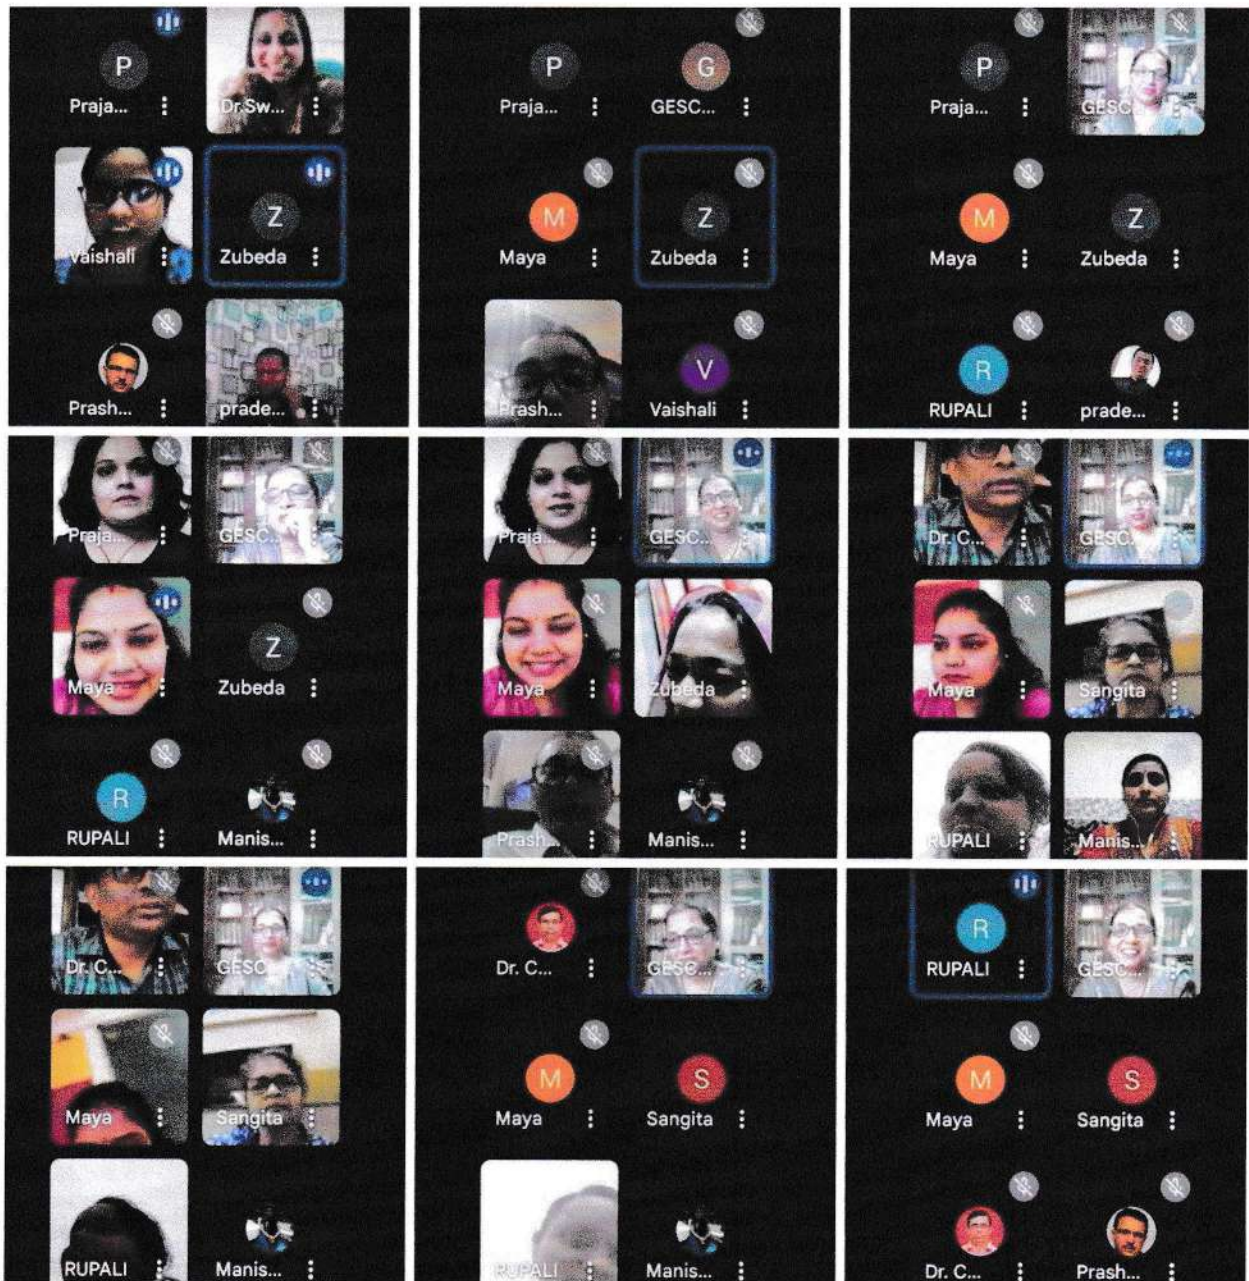 P
Praja...
Dr.Sw...
Vaishali
Z
Zubeda
Prash...
prade...
P
Praja...
G
GESC...
M
Maya
Z
Zubeda
Prash...
V
Vaishali
P
Praja...
GESC...
M
Maya
Z
Zubeda
R
RUPALI
prade...
Praja...
GESC...
Maya
Z
Zubeda
R
RUPALI
Manis...
Praja...
GESC...
Maya
Zubeda
Prash...
Manis...
Dr. C...
GESC...
Maya
Sangita
RUPALI
Manis...
Dr. C...
GESC...
Maya
Sangita
RUPALI
Manis...
Dr. C...
GESC...
M
Maya
S
Sangita
RUPALI
Manis...
R
RUPALI
GESC...
M
Maya
S
Sangita
Dr. C...
Prash...